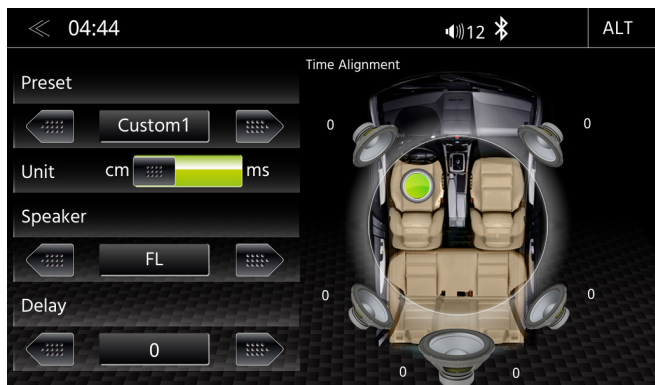 04:44
12
ALT
Time Alignment
Preset
Custom1
Unit
cm
ms
Speaker
FL
Delay
0
0
0
0
0
0
0